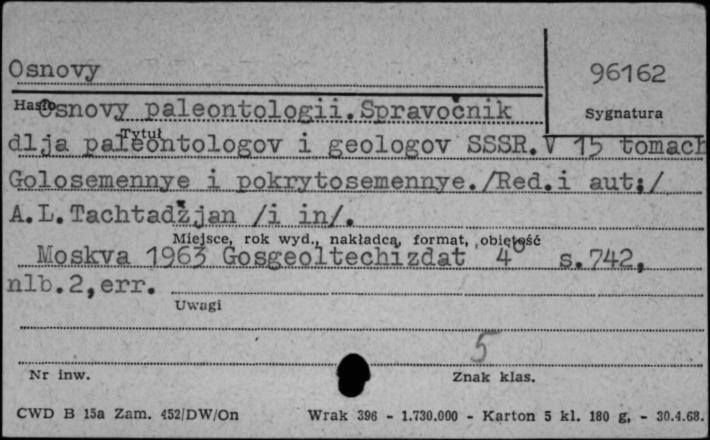 Osnovy
96162
Hasło
Sygnatura
Osnovy paleontologii. Spravočnik
Tytuł
dlja paleontologov i geologov SSSR. V 15 tomach
Golosemennye i pokrytosemennye. /Red. i aut:/
A. L. Tachtadžjan /i in/.
Miejsce, rok wyd., nakładca, format, objętość
Moskva 1963 Gosgeoltechizdat 4° s. 742,
nlb. 2, err.
Uwagi
5
Nr inw.
Znak klas.
CWD B 15a Zam. 452/DW/On Wrak 396 - 1.730.000 - Karton 5 kl. 180 g. - 30.4.68.